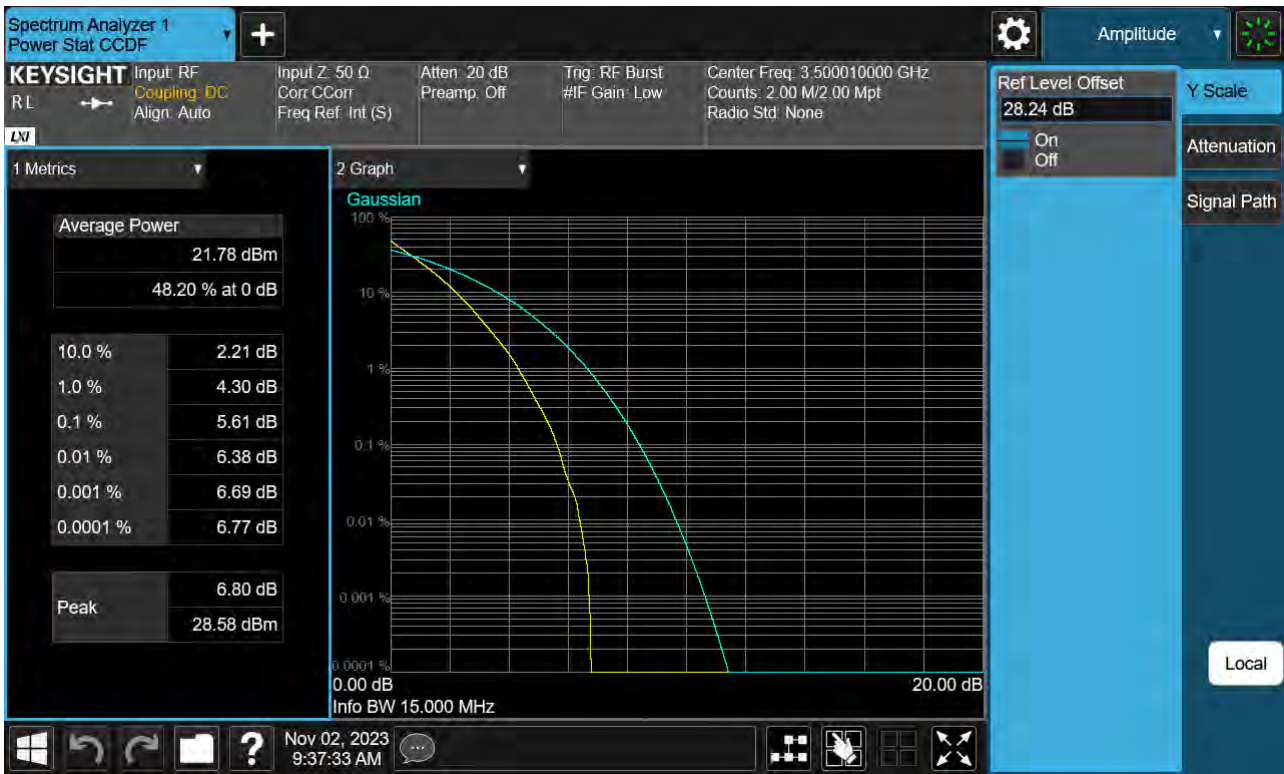 Spectrum Analyzer 1
Power Stat CCDF
+
Amplitude
KEYSIGHT
Input: RF
Input Z: 50 Ω
Atten: 20 dB
Trig: RF Burst
Center Freq: 3.500010000 GHz
RL
Coupling: DC
Corr CCorr
Preamp: Off
#IF Gain: Low
Counts: 2.00 M/2.00 Mpt
Align: Auto
Freq Ref: Int (S)
Radio Std: None
LXI
Ref Level Offset
28.24 dB
On
Off
Y Scale
Attenuation
Signal Path
Local
1 Metrics
Average Power
21.78 dBm
48.20 % at 0 dB
10.0 % 2.21 dB
1.0 % 4.30 dB
0.1 % 5.61 dB
0.01 % 6.38 dB
0.001 % 6.69 dB
0.0001 % 6.77 dB
Peak
6.80 dB
28.58 dBm
2 Graph
Gaussian
100 %
10 %
1 %
0.1 %
0.01 %
0.001 %
0.0001 %
0.00 dB
20.00 dB
Info BW 15.000 MHz
?
Nov 02, 2023
9:37:33 AM